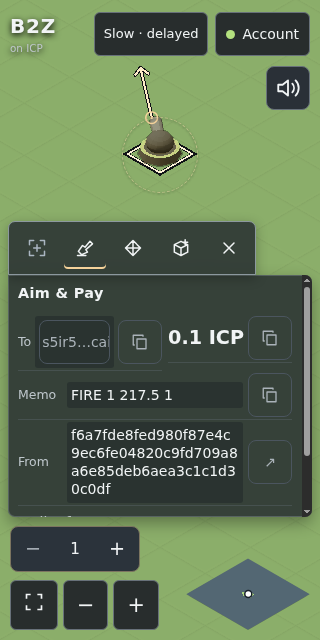 B2Z
on ICP
Slow · delayed
Account
Aim & Pay
To
s5ir5…cai
0.1 ICP
Memo
FIRE 1 217.5 1
From
f6a7fde8fed980f87e4c
9ec6fe04820c9fd709a8
a6e85deb6aea3c1c1d3
0c0df
↗
− 1 +
− +